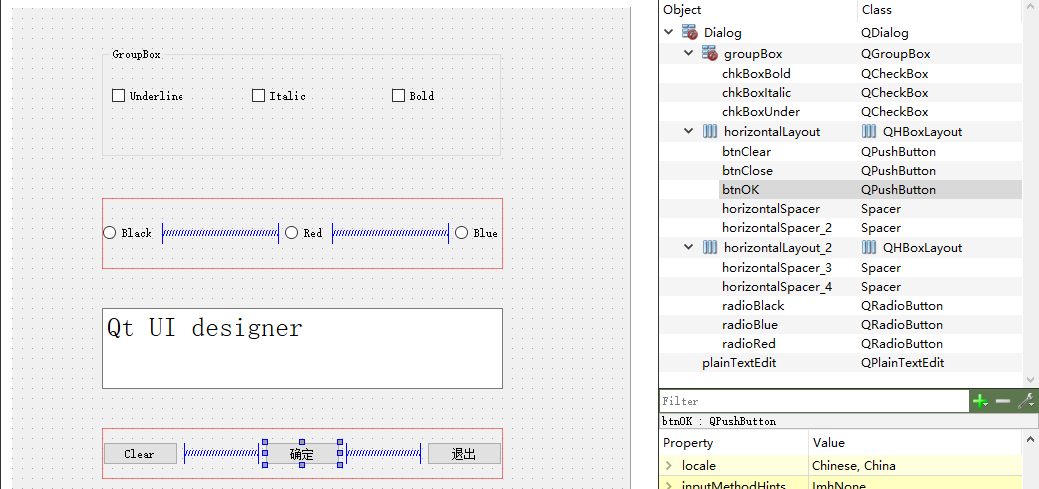 GroupBox
Underline Italic Bold
Black Red Blue
Qt UI designer
Clear 确定 退出
Object Class
Dialog QDialog
groupBox QGroupBox
chkBoxBold QCheckBox
chkBoxItalic QCheckBox
chkBoxUnder QCheckBox
horizontalLayout QHBoxLayout
btnClear QPushButton
btnClose QPushButton
btnOK QPushButton
horizontalSpacer Spacer
horizontalSpacer_2 Spacer
horizontalLayout_2 QHBoxLayout
horizontalSpacer_3 Spacer
horizontalSpacer_4 Spacer
radioBlack QRadioButton
radioBlue QRadioButton
radioRed QRadioButton
plainTextEdit QPlainTextEdit
Filter
btnOK : QPushButton
Property Value
locale Chinese, China
inputMethodHints ImhNone